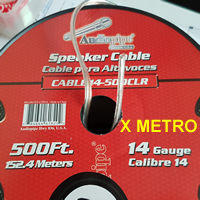 Audiopipe
Speaker Cable
Cable para Altavoces
CABLE14-500CLR
X METRO
500Ft.
152.4 Meters
14 Gauge
Calibre 14